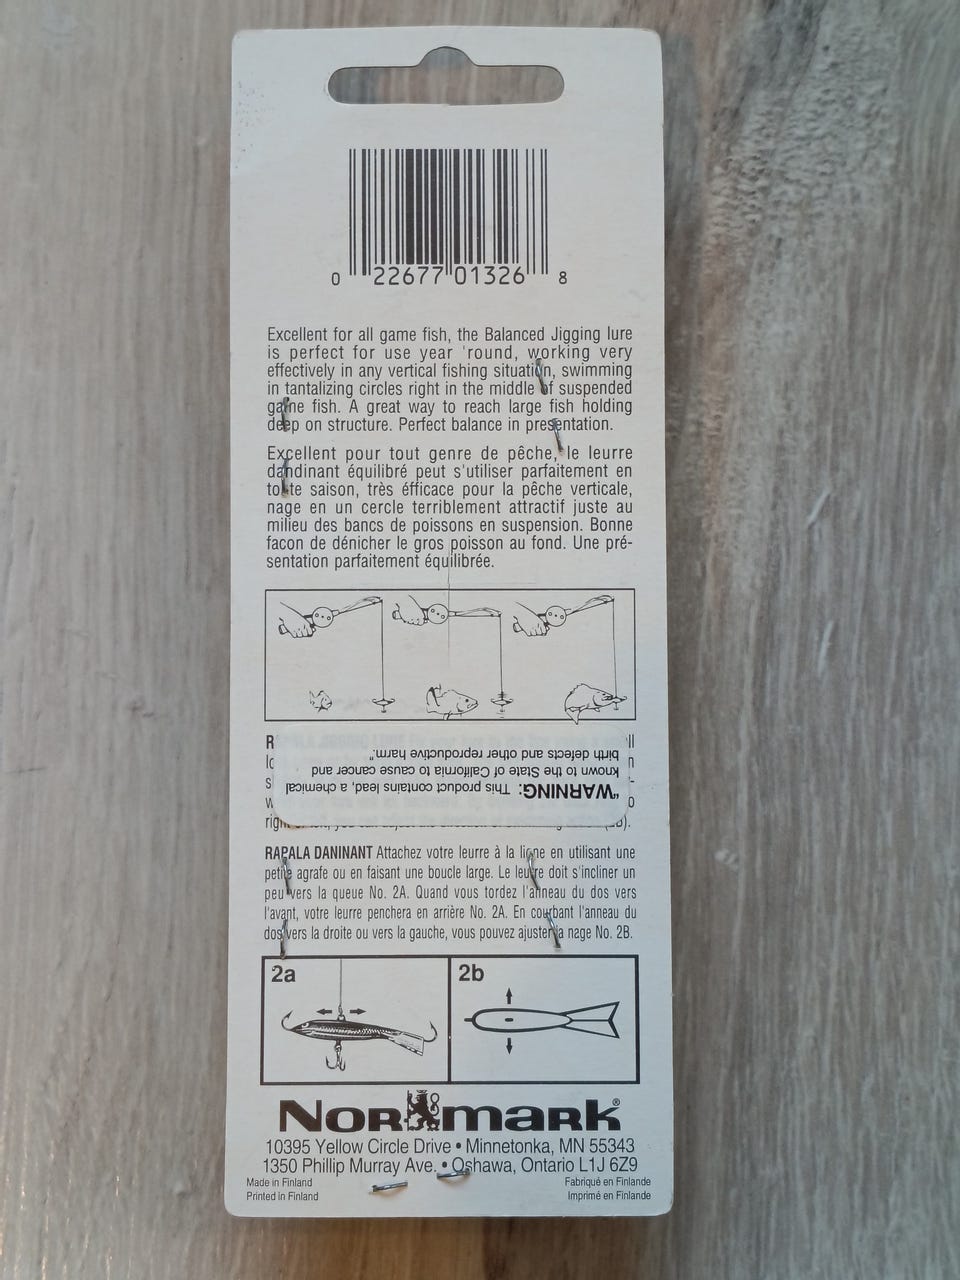 0 22677 01326 8
Excellent for all game fish, the Balanced Jigging lure
is perfect for use year 'round, working very
effectively in any vertical fishing situation, swimming
in tantalizing circles right in the middle of suspended
game fish. A great way to reach large fish holding
deep on structure. Perfect balance in presentation.
Excellent pour tout genre de pêche, le leurre
dandinant équilibré peut s'utiliser parfaitement en
toute saison, très éfficace pour la pêche verticale,
nage en un cercle terriblement attractif juste au
milieu des bancs de poissons en suspension. Bonne
facon de dénicher le gros poisson au fond. Une pré-
sentation parfaitement équilibrée.
"WARNING: This product contains lead, a chemical
known to the State of California to cause cancer and
birth defects and other reproductive harm."
RAPALA DANINANT Attachez votre leurre à la ligne en utilisant une
petite agrafe ou en faisant une boucle large. Le leurre doit s'incliner un
peu vers la queue No. 2A. Quand vous tordez l'anneau du dos vers
l'avant, votre leurre penchera en arrière No. 2A. En courbant l'anneau du
dos vers la droite ou vers la gauche, vous pouvez ajuster la nage No. 2B.
2a 2b
NORMARK®
10395 Yellow Circle Drive • Minnetonka, MN 55343
1350 Phillip Murray Ave. • Oshawa, Ontario L1J 6Z9
Made in Finland Fabriqué en Finlande
Printed in Finland Imprimé en Finlande